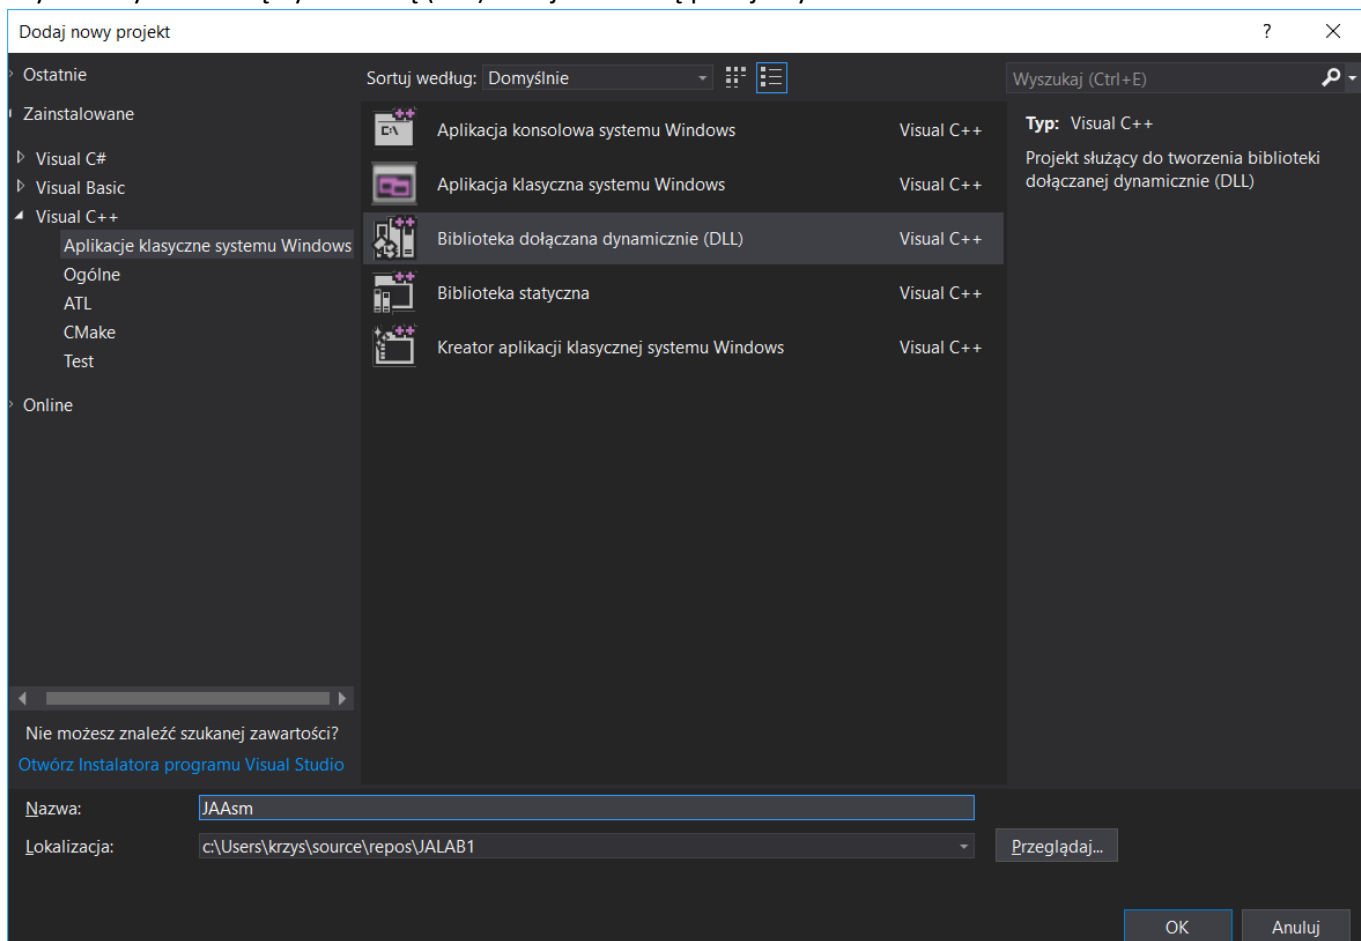 Dodaj nowy projekt
?
Ostatnie
Sortuj według: Domyślnie
Wyszukaj (Ctrl+E)
Zainstalowane
Visual C#
Visual Basic
Visual C++
Aplikacje klasyczne systemu Windows
Ogólne
ATL
CMake
Test
Online
Aplikacja konsolowa systemu Windows Visual C++
Aplikacja klasyczna systemu Windows Visual C++
Biblioteka dołączana dynamicznie (DLL) Visual C++
Biblioteka statyczna Visual C++
Kreator aplikacji klasycznej systemu Windows Visual C++
Typ: Visual C++
Projekt służący do tworzenia biblioteki
dołączanej dynamicznie (DLL)
Nie możesz znaleźć szukanej zawartości?
Otwórz Instalatora programu Visual Studio
Nazwa: JAAsm
Lokalizacja: c:\Users\krzys\source\repos\JALAB1
Przeglądaj...
OK
Anuluj